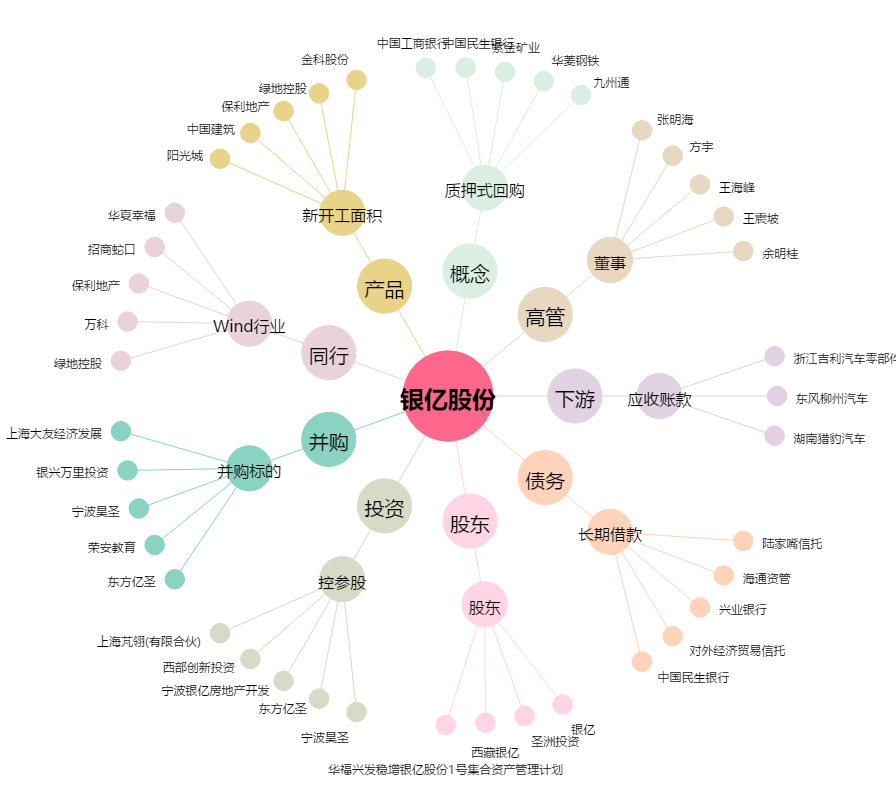 中国工商银行
中国民生银行
紫金矿业
华菱钢铁
九州通
金科股份
绿地控股
保利地产
中国建筑
阳光城
张明海
方宇
王海峰
王震坡
余明桂
质押式回购
新开工面积
董事
概念
产品
高管
华夏幸福
招商蛇口
保利地产
万科
绿地控股
Wind行业
同行
银亿股份
下游
应收账款
浙江吉利汽车零部件
东风柳州汽车
湖南猎豹汽车
上海大友经济发展
银兴万里投资
宁波昊圣
荣安教育
东方亿圣
并购标的
并购
投资
股东
债务
长期借款
陆家嘴信托
海通资管
兴业银行
对外经济贸易信托
中国民生银行
控参股
股东
上海芃翎(有限合伙)
西部创新投资
宁波银亿房地产开发
东方亿圣
宁波昊圣
银亿
圣洲投资
西藏银亿
华福兴发稳增银亿股份1号集合资产管理计划